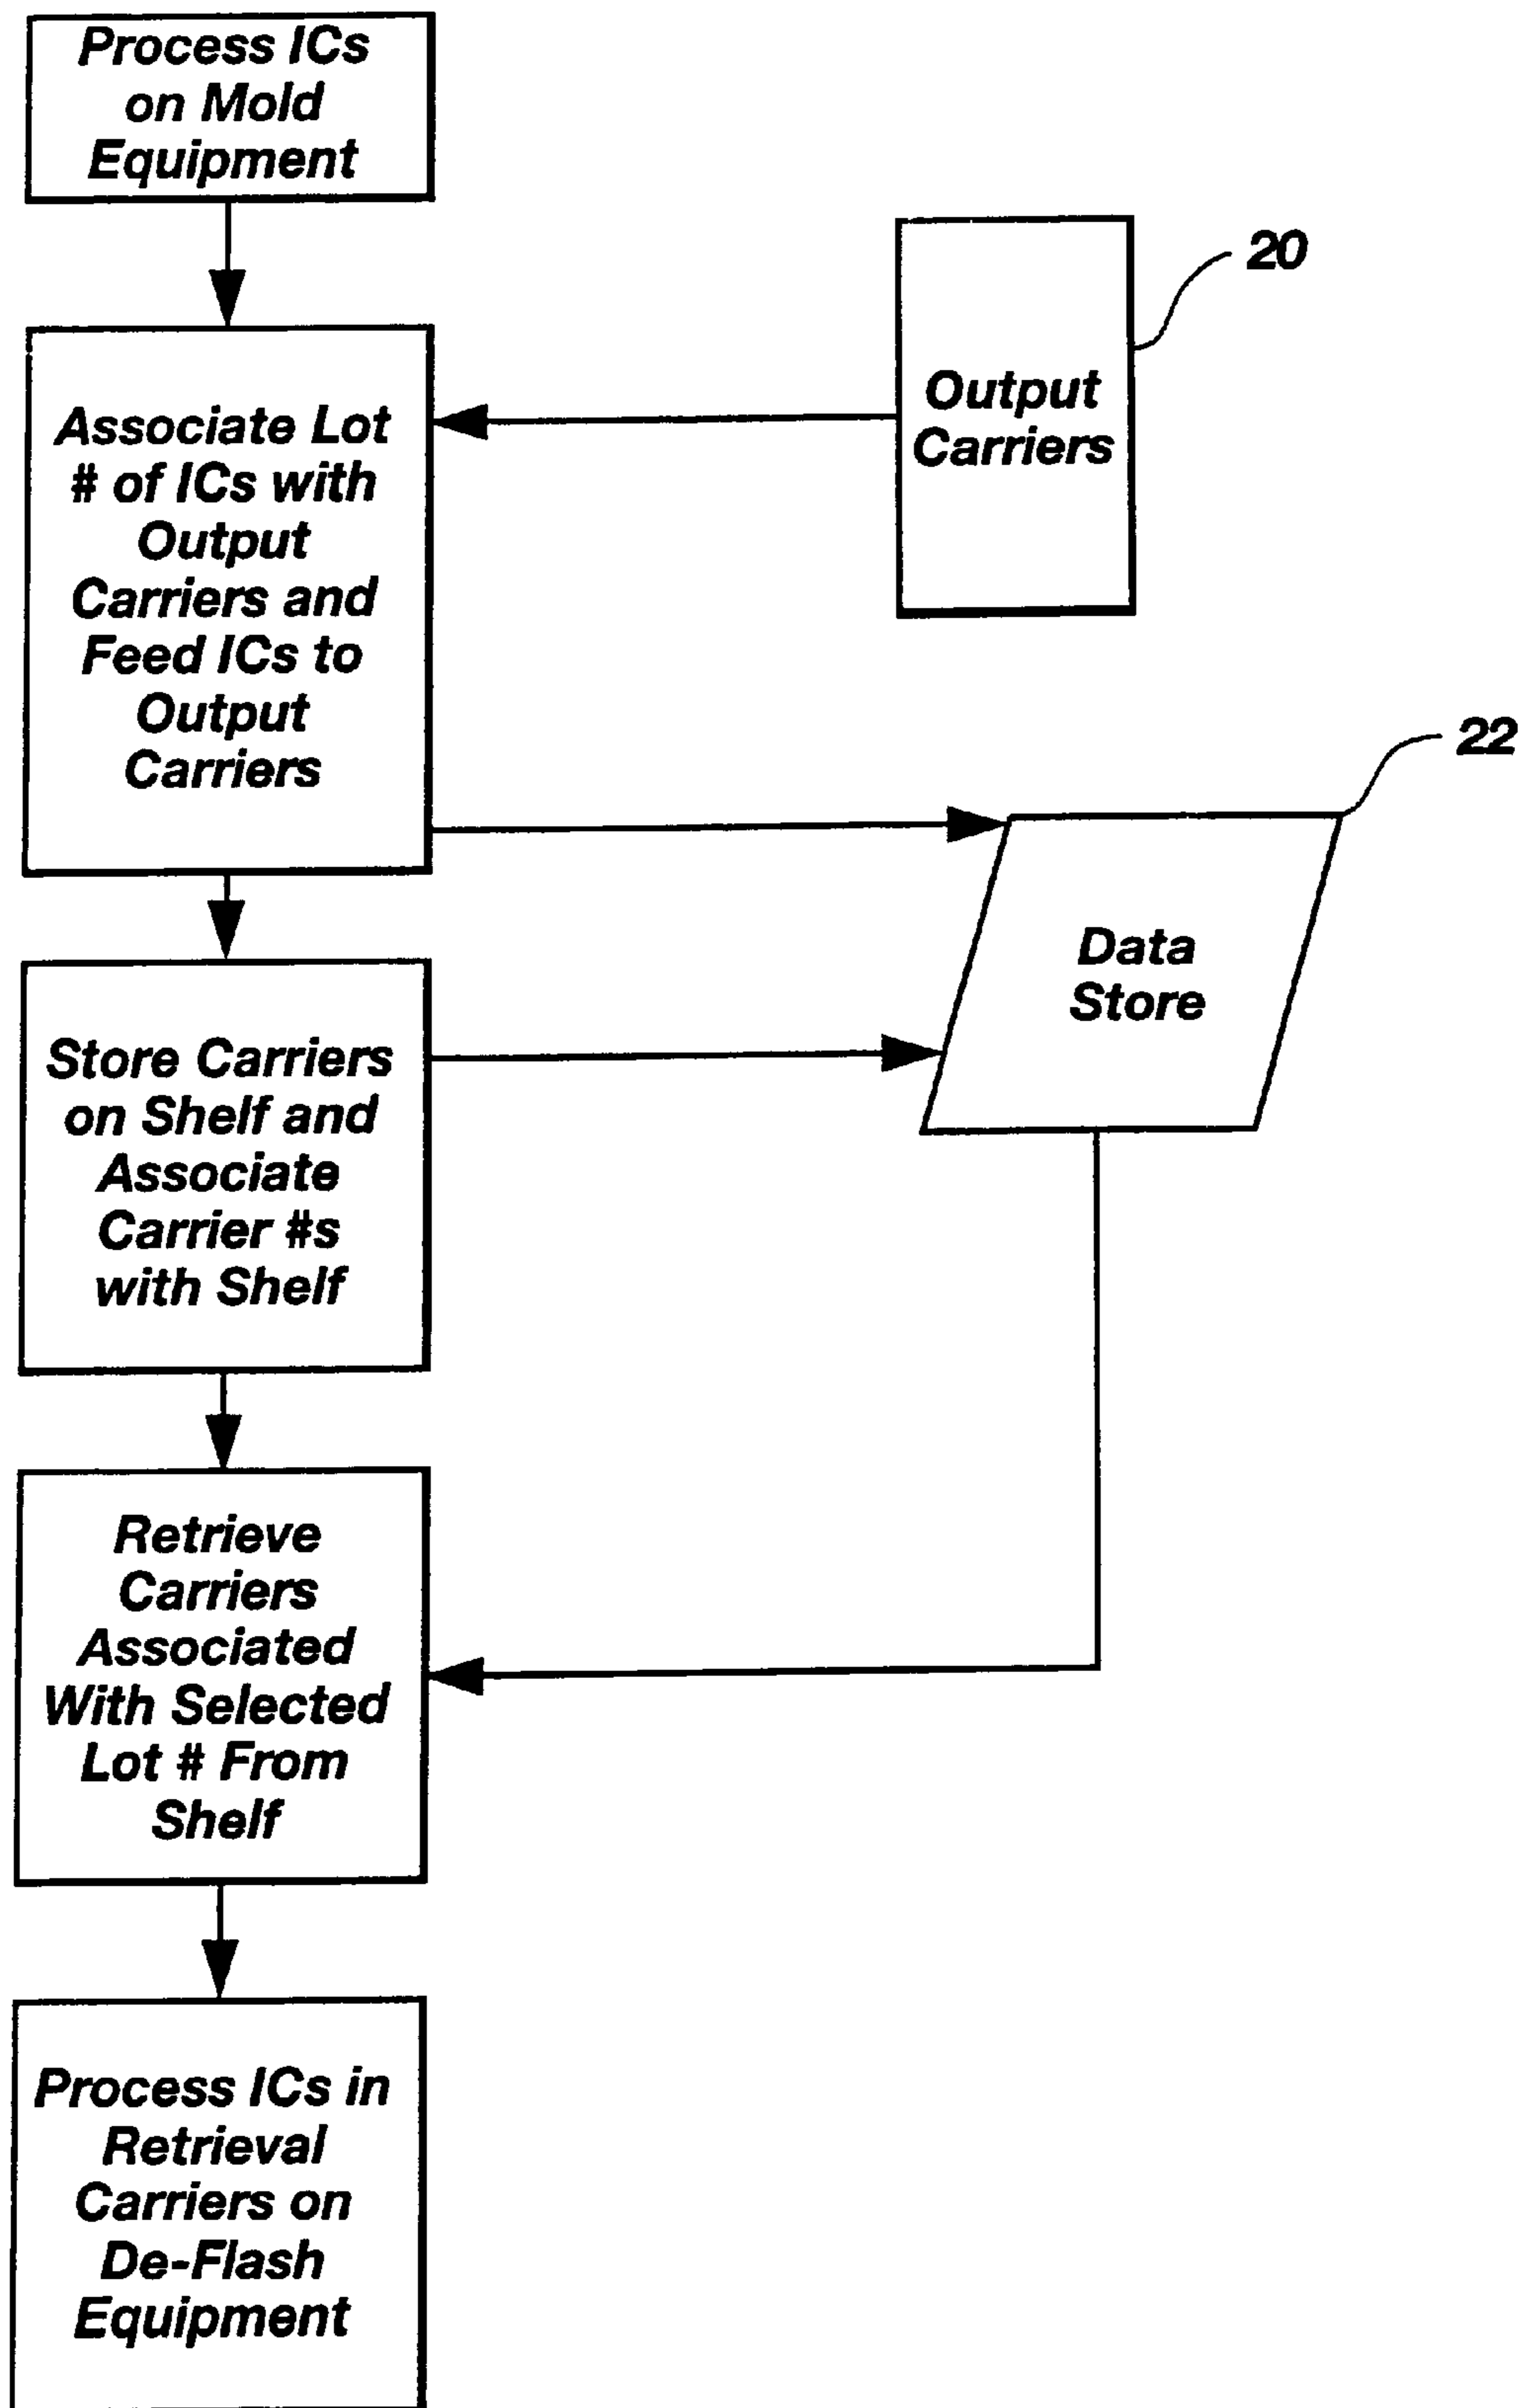 Process ICs
on Mold
Equipment
20
Output
Carriers
Associate Lot
# of ICs with
Output
Carriers and
Feed ICs to
Output
Carriers
22
Data
Store
Store Carriers
on Shelf and
Associate
Carrier #s
with Shelf
Retrieve
Carriers
Associated
With Selected
Lot # From
Shelf
Process ICs in
Retrieval
Carriers on
De-Flash
Equipment